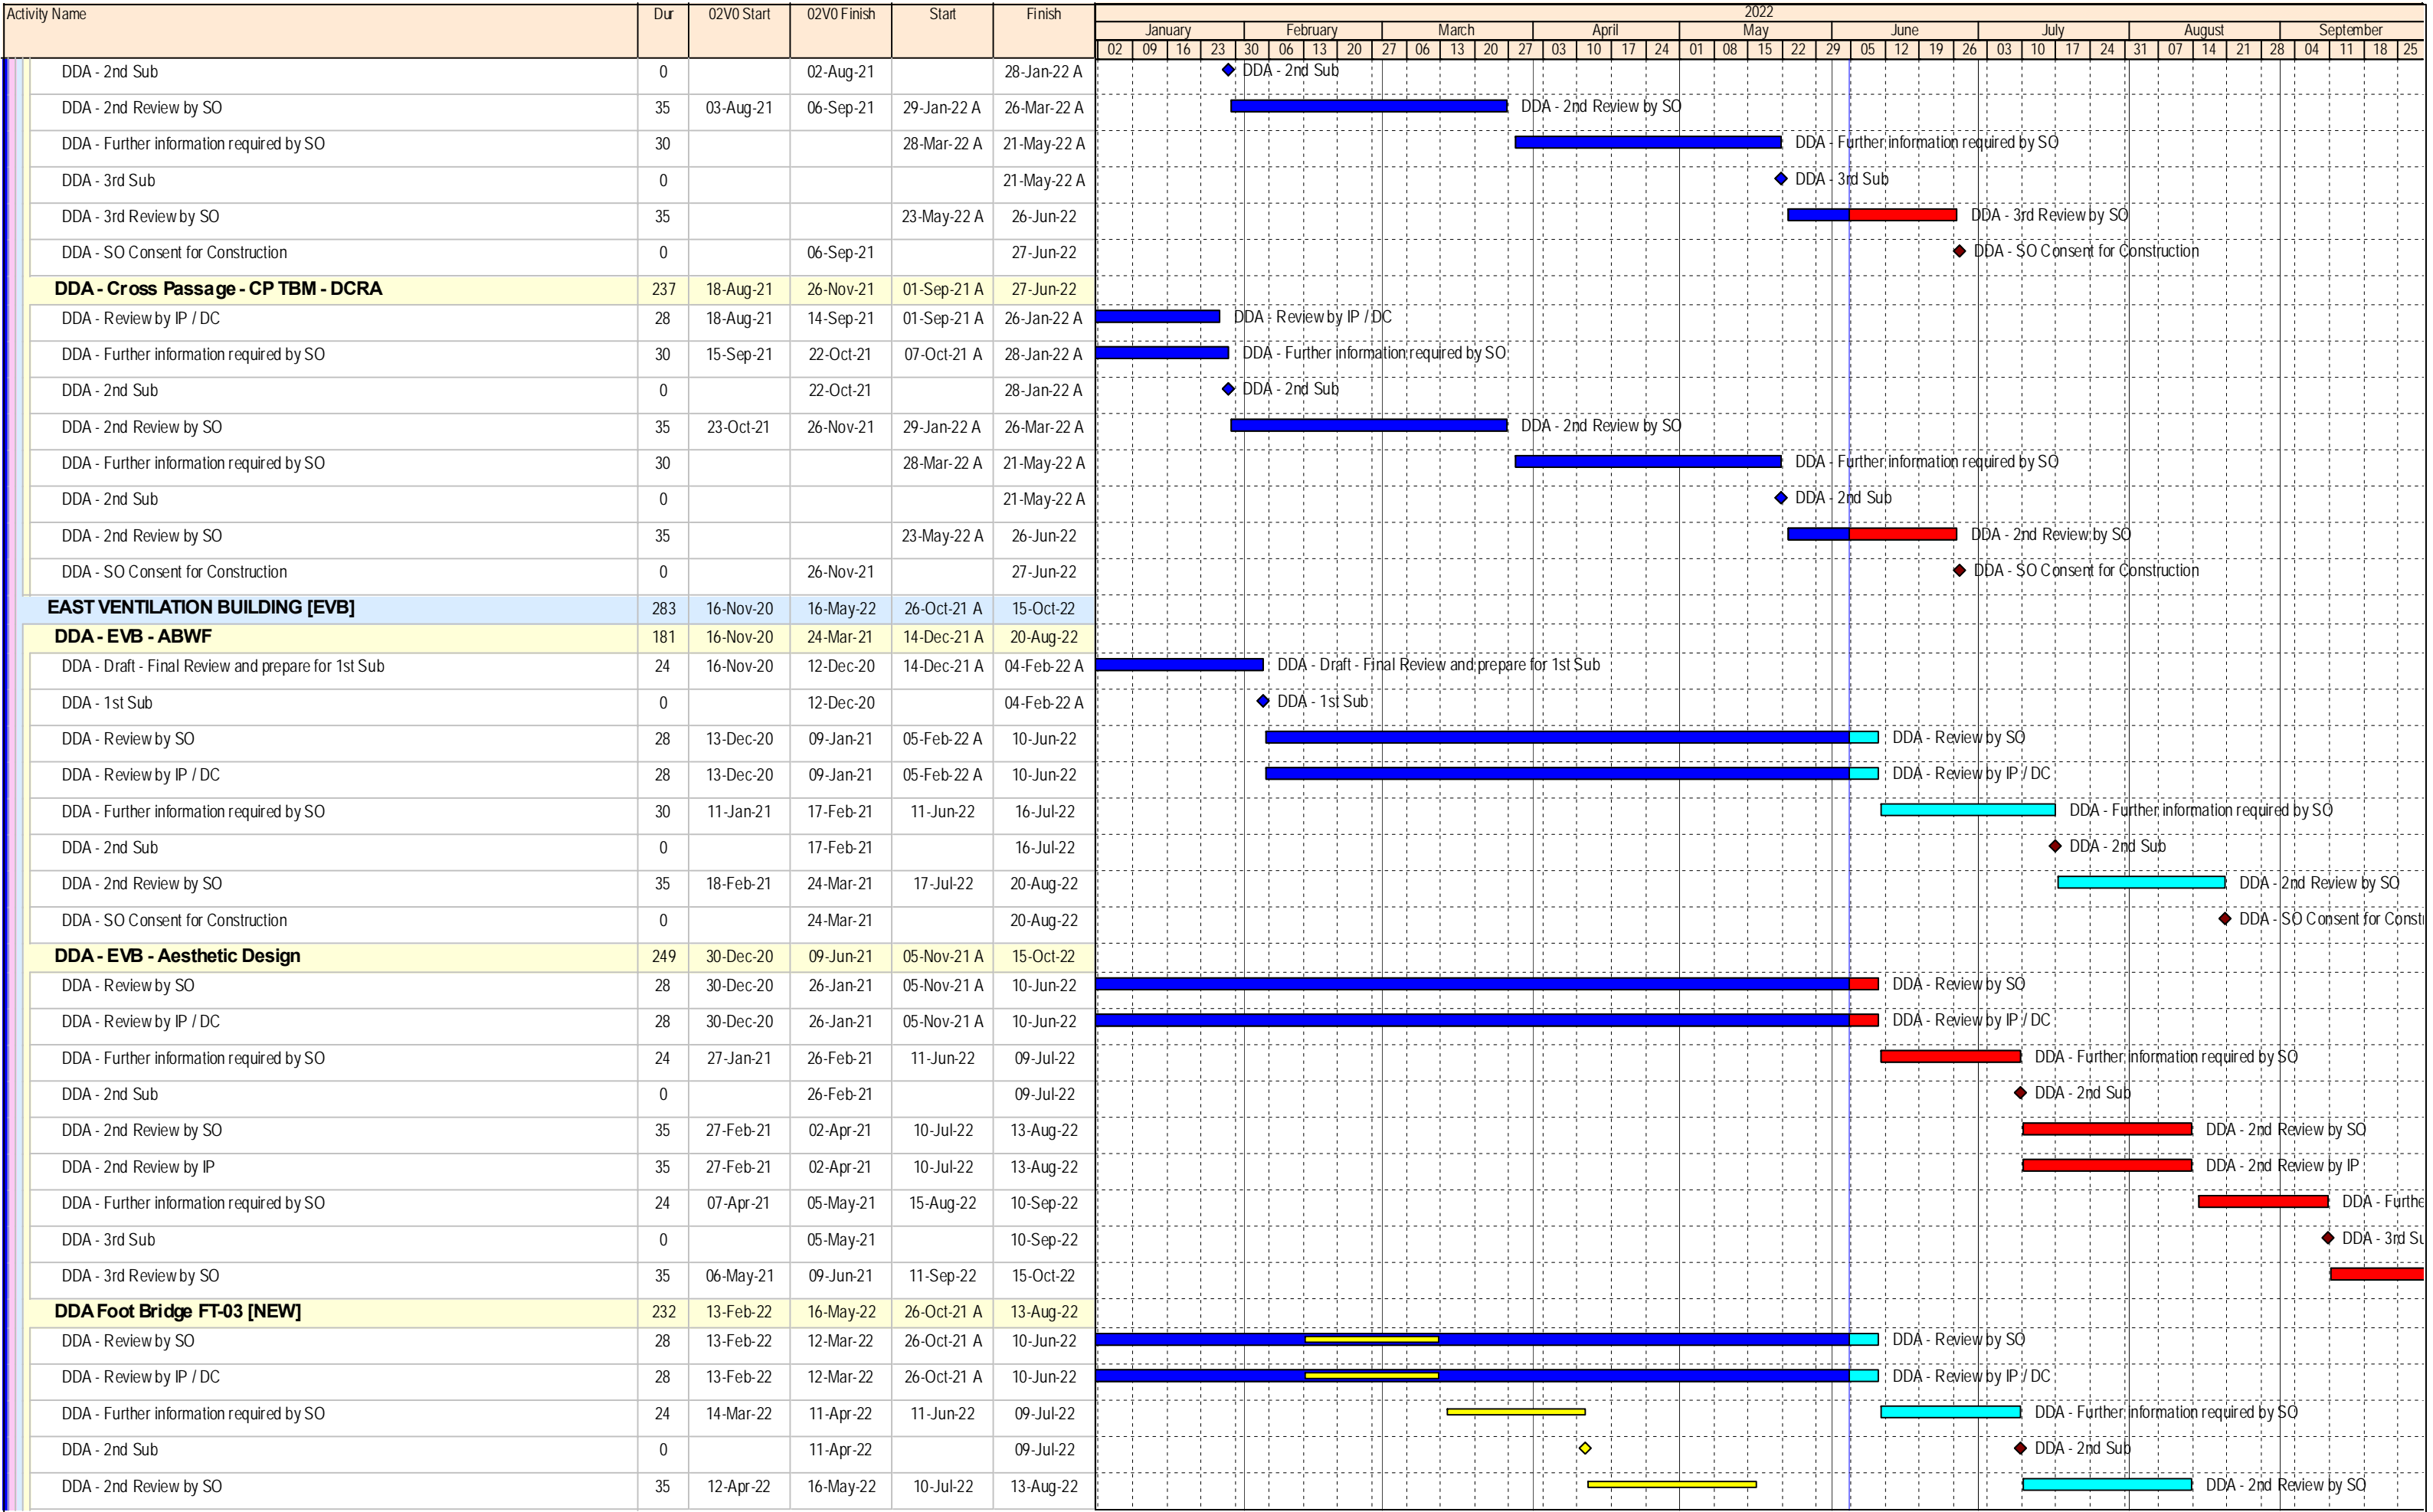 Activity Name Dur 02V0 Start 02V0 Finish Start Finish 2022
January February March April May June July August September
02 09 16 23 30 06 13 20 27 06 13 20 27 03 10 17 24 01 08 15 22 29 05 12 19 26 03 10 17 24 31 07 14 21 28 04 11 18 25
DDA - 2nd Sub 0 02-Aug-21 28-Jan-22 A DDA - 2nd Sub
DDA - 2nd Review by SO 35 03-Aug-21 06-Sep-21 29-Jan-22 A 26-Mar-22 A DDA - 2nd Review by SO
DDA - Further information required by SO 30 28-Mar-22 A 21-May-22 A DDA - Further information required by SO
DDA - 3rd Sub 0 21-May-22 A DDA - 3rd Sub
DDA - 3rd Review by SO 35 23-May-22 A 26-Jun-22 DDA - 3rd Review by SO
DDA - SO Consent for Construction 0 06-Sep-21 27-Jun-22 DDA - SO Consent for Construction
DDA - Cross Passage - CP TBM - DCRA 237 18-Aug-21 26-Nov-21 01-Sep-21 A 27-Jun-22
DDA - Review by IP / DC 28 18-Aug-21 14-Sep-21 01-Sep-21 A 26-Jan-22 A DDA - Review by IP / DC
DDA - Further information required by SO 30 15-Sep-21 22-Oct-21 07-Oct-21 A 28-Jan-22 A DDA - Further information required by SO
DDA - 2nd Sub 0 22-Oct-21 28-Jan-22 A DDA - 2nd Sub
DDA - 2nd Review by SO 35 23-Oct-21 26-Nov-21 29-Jan-22 A 26-Mar-22 A DDA - 2nd Review by SO
DDA - Further information required by SO 30 28-Mar-22 A 21-May-22 A DDA - Further information required by SO
DDA - 2nd Sub 0 21-May-22 A DDA - 2nd Sub
DDA - 2nd Review by SO 35 23-May-22 A 26-Jun-22 DDA - 2nd Review by SO
DDA - SO Consent for Construction 0 26-Nov-21 27-Jun-22 DDA - SO Consent for Construction
EAST VENTILATION BUILDING [EVB] 283 16-Nov-20 16-May-22 26-Oct-21 A 15-Oct-22
DDA - EVB - ABWF 181 16-Nov-20 24-Mar-21 14-Dec-21 A 20-Aug-22
DDA - Draft - Final Review and prepare for 1st Sub 24 16-Nov-20 12-Dec-20 14-Dec-21 A 04-Feb-22 A DDA - Draft - Final Review and prepare for 1st Sub
DDA - 1st Sub 0 12-Dec-20 04-Feb-22 A DDA - 1st Sub
DDA - Review by SO 28 13-Dec-20 09-Jan-21 05-Feb-22 A 10-Jun-22 DDA - Review by SO
DDA - Review by IP / DC 28 13-Dec-20 09-Jan-21 05-Feb-22 A 10-Jun-22 DDA - Review by IP / DC
DDA - Further information required by SO 30 11-Jan-21 17-Feb-21 11-Jun-22 16-Jul-22 DDA - Further information required by SO
DDA - 2nd Sub 0 17-Feb-21 16-Jul-22 DDA - 2nd Sub
DDA - 2nd Review by SO 35 18-Feb-21 24-Mar-21 17-Jul-22 20-Aug-22 DDA - 2nd Review by SO
DDA - SO Consent for Construction 0 24-Mar-21 20-Aug-22 DDA - SO Consent for Constr
DDA - EVB - Aesthetic Design 249 30-Dec-20 09-Jun-21 05-Nov-21 A 15-Oct-22
DDA - Review by SO 28 30-Dec-20 26-Jan-21 05-Nov-21 A 10-Jun-22 DDA - Review by SO
DDA - Review by IP / DC 28 30-Dec-20 26-Jan-21 05-Nov-21 A 10-Jun-22 DDA - Review by IP / DC
DDA - Further information required by SO 24 27-Jan-21 26-Feb-21 11-Jun-22 09-Jul-22 DDA - Further information required by SO
DDA - 2nd Sub 0 26-Feb-21 09-Jul-22 DDA - 2nd Sub
DDA - 2nd Review by SO 35 27-Feb-21 02-Apr-21 10-Jul-22 13-Aug-22 DDA - 2nd Review by SO
DDA - 2nd Review by IP 35 27-Feb-21 02-Apr-21 10-Jul-22 13-Aug-22 DDA - 2nd Review by IP
DDA - Further information required by SO 24 07-Apr-21 05-May-21 15-Aug-22 10-Sep-22 DDA - Furthe
DDA - 3rd Sub 0 05-May-21 10-Sep-22 DDA - 3rd Su
DDA - 3rd Review by SO 35 06-May-21 09-Jun-21 11-Sep-22 15-Oct-22
DDA Foot Bridge FT-03 [NEW] 232 13-Feb-22 16-May-22 26-Oct-21 A 13-Aug-22
DDA - Review by SO 28 13-Feb-22 12-Mar-22 26-Oct-21 A 10-Jun-22 DDA - Review by SO
DDA - Review by IP / DC 28 13-Feb-22 12-Mar-22 26-Oct-21 A 10-Jun-22 DDA - Review by IP / DC
DDA - Further information required by SO 24 14-Mar-22 11-Apr-22 11-Jun-22 09-Jul-22 DDA - Further information required by SO
DDA - 2nd Sub 0 11-Apr-22 09-Jul-22 DDA - 2nd Sub
DDA - 2nd Review by SO 35 12-Apr-22 16-May-22 10-Jul-22 13-Aug-22 DDA - 2nd Review by SO